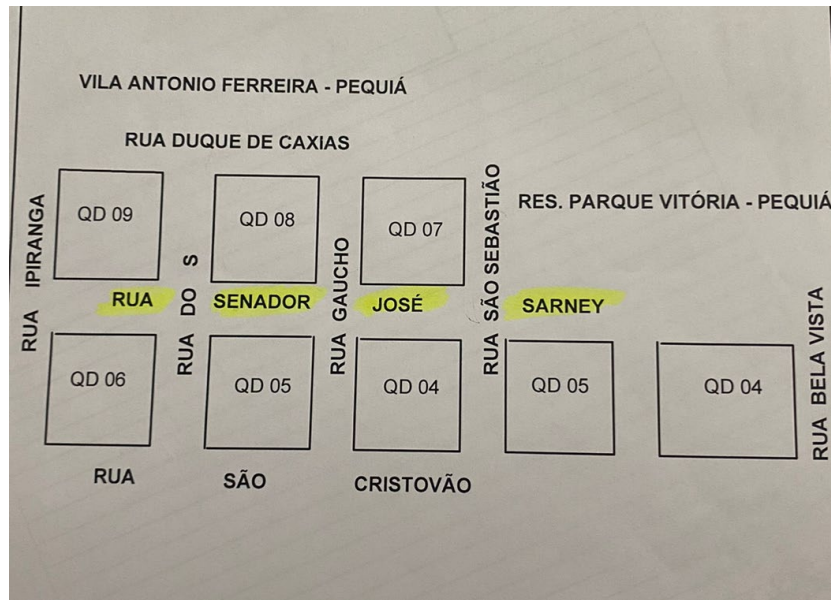 VILA ANTONIO FERREIRA - PEQUIÁ
RUA DUQUE DE CAXIAS
RES. PARQUE VITÓRIA - PEQUIÁ
QD 09
QD 08
QD 07
RUA IPIRANGA
RUA DO S
RUA GAUCHO
RUA SÃO SEBASTIÃO
RUA SENADOR JOSÉ SARNEY
RUA BELA VISTA
QD 06
QD 05
QD 04
QD 05
QD 04
RUA SÃO CRISTOVÃO